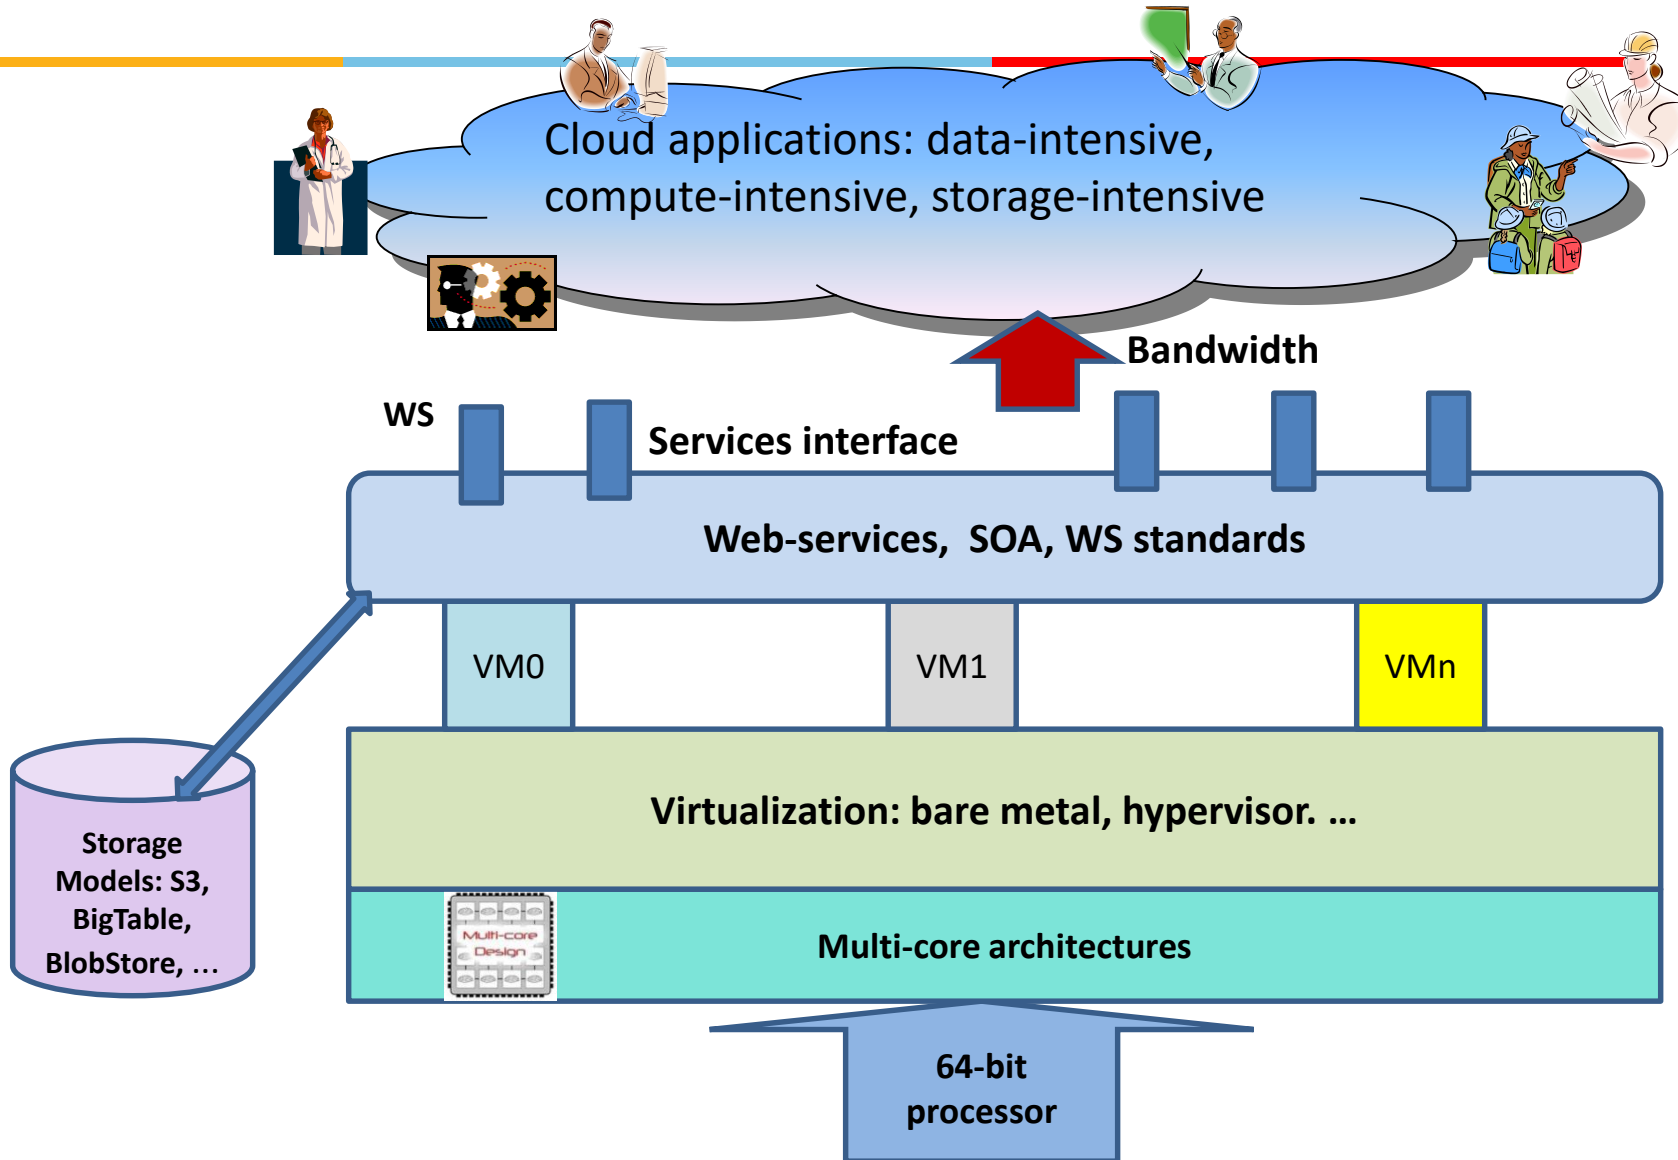 Cloud applications: data-intensive,
compute-intensive, storage-intensive
Bandwidth
WS
Services interface
Web-services,  SOA, WS standards
VM0
VM1
VMn
Storage
Models: S3,
BigTable,
BlobStore, …
Virtualization: bare metal, hypervisor. …
Multi-core
Design
Multi-core architectures
64-bit
processor